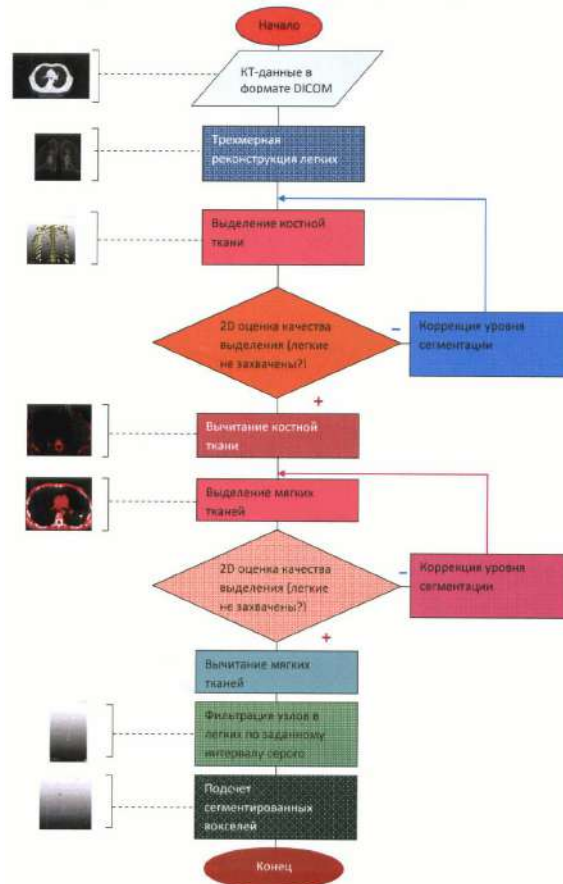 Начало
КТ-данные в
формате DICOM
Трехмерная
реконструкция легких
Выделение костной
ткани
2D оценка качества
выделения (легкие
не захвачены?)
–
Коррекция уровня
сегментации
+
Вычитание костной
ткани
Выделение мягких
тканей
2D оценка качества
выделения (легкие
не захвачены?)
–
Коррекция уровня
сегментации
+
Вычитание мягких
тканей
Фильтрация узлов в
легких по заданному
интервалу серого
Подсчет
сегментированных
вокселей
Конец